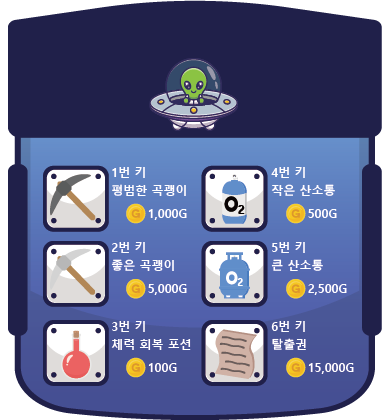 1번 키
평범한 곡괭이
G 1,000G
2번 키
좋은 곡괭이
G 5,000G
3번 키
체력 회복 포션
G 100G
4번 키
작은 산소통
O2
G 500G
5번 키
큰 산소통
O2
G 2,500G
6번 키
탈출권
G 15,000G